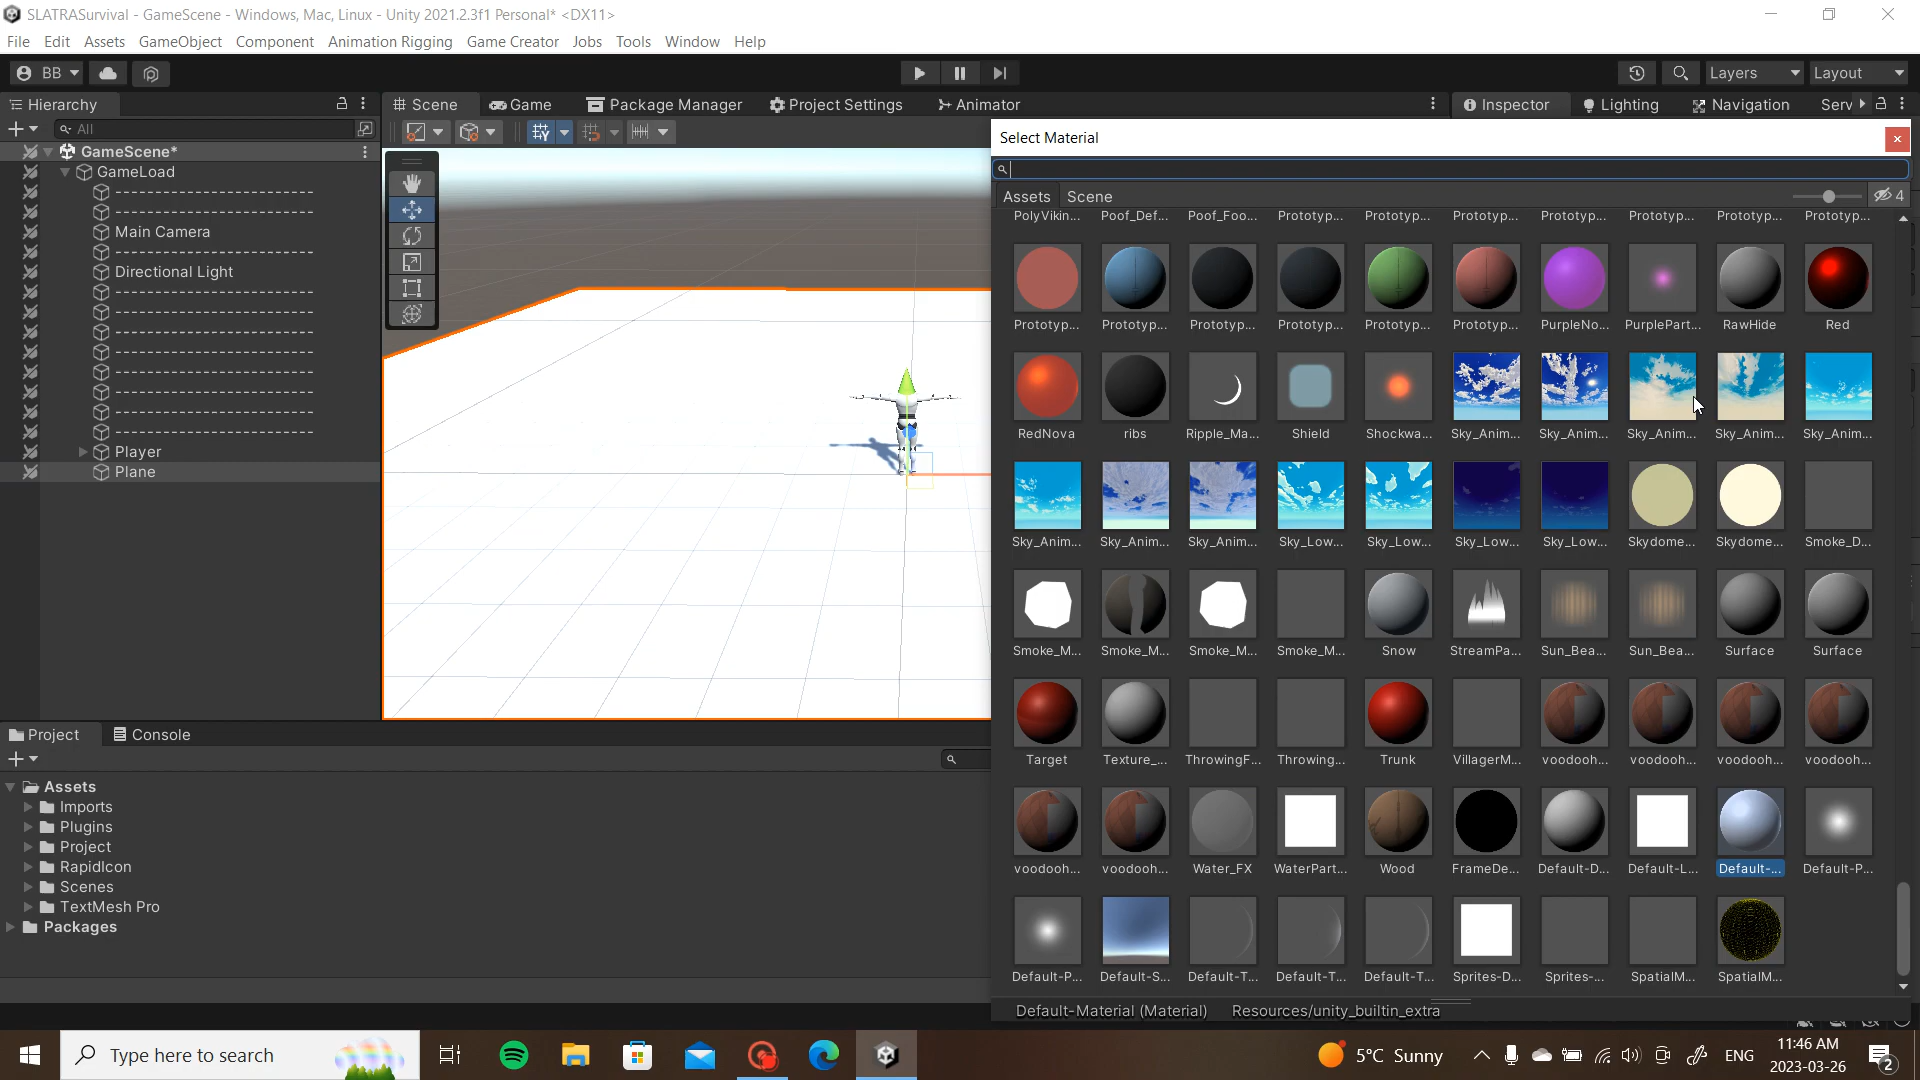 SLATRASurvival - GameScene - Windows, Mac, Linux - Unity 2021.2.3f1 Personal* <DX11>
File Edit Assets GameObject Component Animation Rigging Game Creator Jobs Tools Window Help
BB Layers Layout
Hierarchy Scene Game Package Manager Project Settings Animator Inspector Lighting Navigation Serv
All
Select Material
GameScene*
GameLoad
Assets Scene 4
--------------------------
--------------------------
Main Camera
--------------------------
Directional Light
--------------------------
--------------------------
--------------------------
--------------------------
--------------------------
--------------------------
--------------------------
--------------------------
Player
Plane
PolyVikin... Poof_Def... Poof_Foo... Prototyp... Prototyp... Prototyp... Prototyp... Prototyp... Prototyp... Prototyp...
Prototyp... Prototyp... Prototyp... Prototyp... Prototyp... Prototyp... PurpleNo... PurplePart... RawHide Red
RedNova ribs Ripple_Ma... Shield Shockwa... Sky_Anim... Sky_Anim... Sky_Anim... Sky_Anim... Sky_Anim...
Sky_Anim... Sky_Anim... Sky_Anim... Sky_Low... Sky_Low... Sky_Low... Sky_Low... Skydome... Skydome... Smoke_D...
Smoke_M... Smoke_M... Smoke_M... Smoke_M... Snow StreamPa... Sun_Bea... Sun_Bea... Surface Surface
Target Texture_... ThrowingF... Throwing... Trunk VillagerM... voodooh... voodooh... voodooh... voodooh...
voodooh... voodooh... Water_FX WaterPart... Wood FrameDe... Default-D... Default-L... Default-... Default-P...
Default-P... Default-S... Default-T... Default-T... Default-T... Sprites-D... Sprites-... SpatialM... SpatialM...
Default-Material (Material) Resources/unity_builtin_extra
Project Console
Assets
Imports
Plugins
Project
RapidIcon
Scenes
TextMesh Pro
Packages
Type here to search
5°C Sunny
ENG
11:46 AM
2023-03-26
2